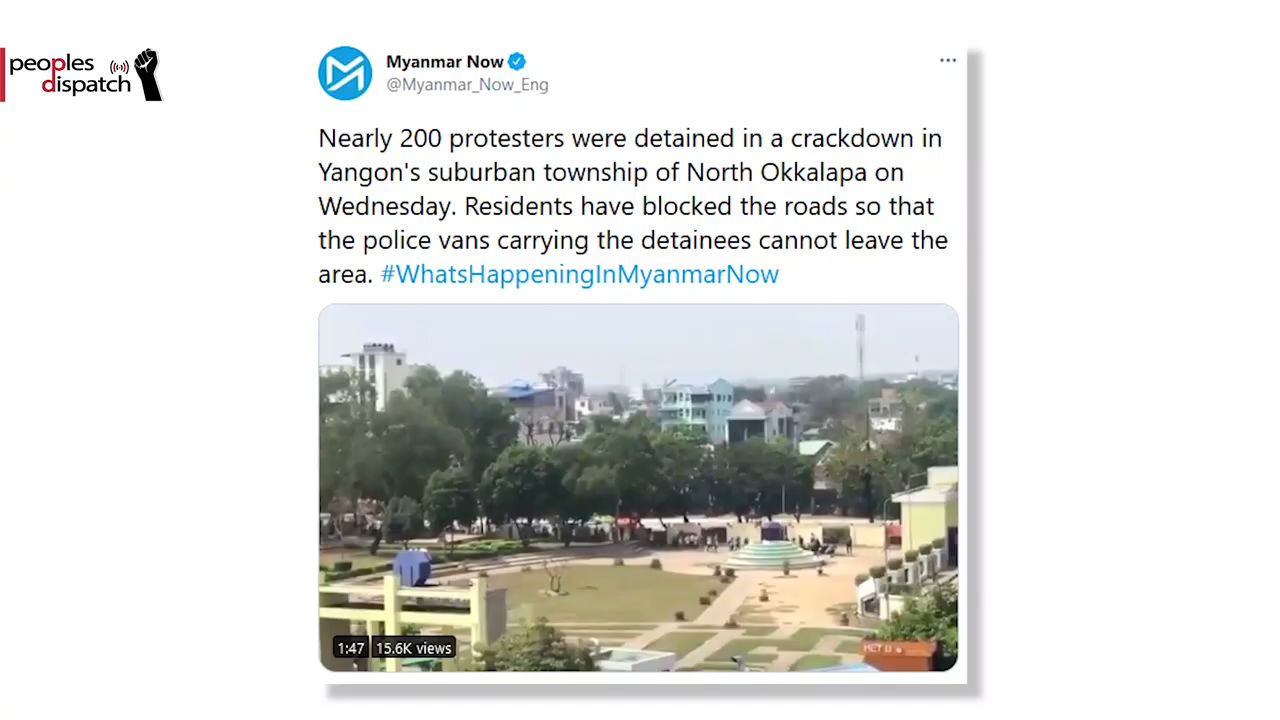 peoples
dispatch
Myanmar Now
@Myanmar_Now_Eng
Nearly 200 protesters were detained in a crackdown in
Yangon's suburban township of North Okkalapa on
Wednesday. Residents have blocked the roads so that
the police vans carrying the detainees cannot leave the
area. #WhatsHappeningInMyanmarNow
1:47 15.6K views